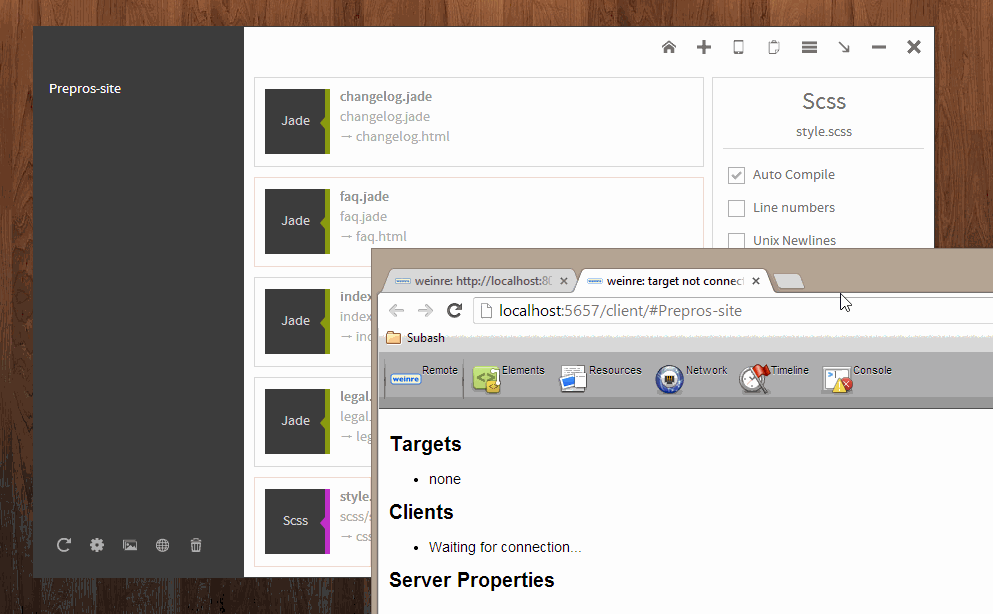 Prepros-site
Jade
changelog.jade
changelog.jade
→ changelog.html
Jade
faq.jade
faq.jade
→ faq.html
Jade
index
index
→ inc
Jade
legal.
legal.
→ leg
Scss
style.
scss/s
→ css
Scss
style.scss
Auto Compile
Line numbers
Unix Newlines
weinre: http://localhost:80
weinre: target not connect
localhost:5657/client/#Prepros-site
Subash
weinre Remote Elements Resources Network Timeline Console
Targets
• none
Clients
• Waiting for connection...
Server Properties